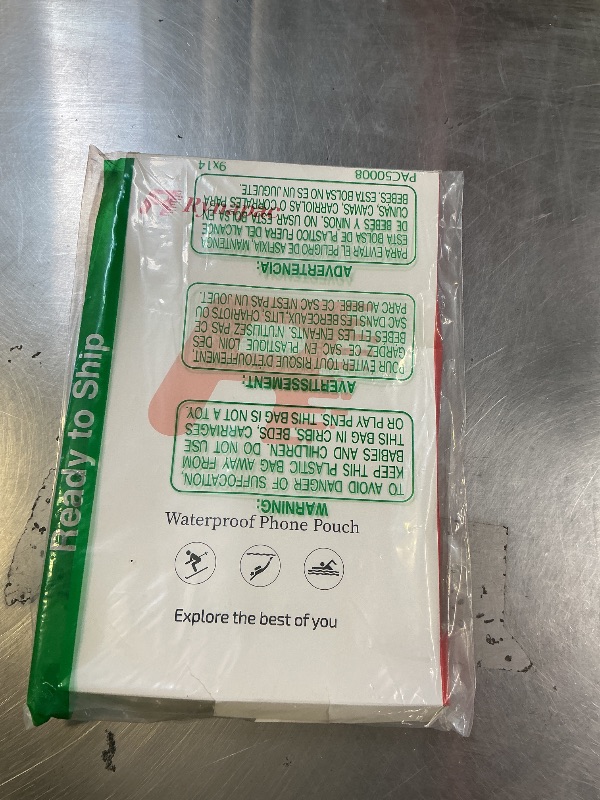 Ready to Ship
PAC50008
9x14
WARNING:
TO AVOID DANGER OF SUFFOCATION,
KEEP THIS PLASTIC BAG AWAY FROM
BABIES AND CHILDREN. DO NOT USE
THIS BAG IN CRIBS, BEDS, CARRIAGES
OR PLAY PENS. THIS BAG IS NOT A TOY.
AVERTISSEMENT:
POUR EVITER TOUT RISQUE D'ETOUFFEMENT,
GARDEZ CE SAC EN PLASTIQUE LOIN DES
BEBES ET LES ENFANTS. N'UTILISEZ PAS CE
SAC DANS LES BERCEAUX, LITS, CHARIOTS OU
PARC AU BEBE. CE SAC N'EST PAS UN JOUET.
ADVERTENCIA:
PARA EVITAR EL PELIGRO DE ASFIXIA, MANTENGA
ESTA BOLSA DE PLASTICO FUERA DEL ALCANCE
DE BEBES Y NINOS. NO USAR ESTA BOLSA EN
CUNAS, CAMAS, CARRIOLAS O CORRALES PARA
BEBES. ESTA BOLSA NO ES UN JUGUETE.
Waterproof Phone Pouch
Explore the best of you